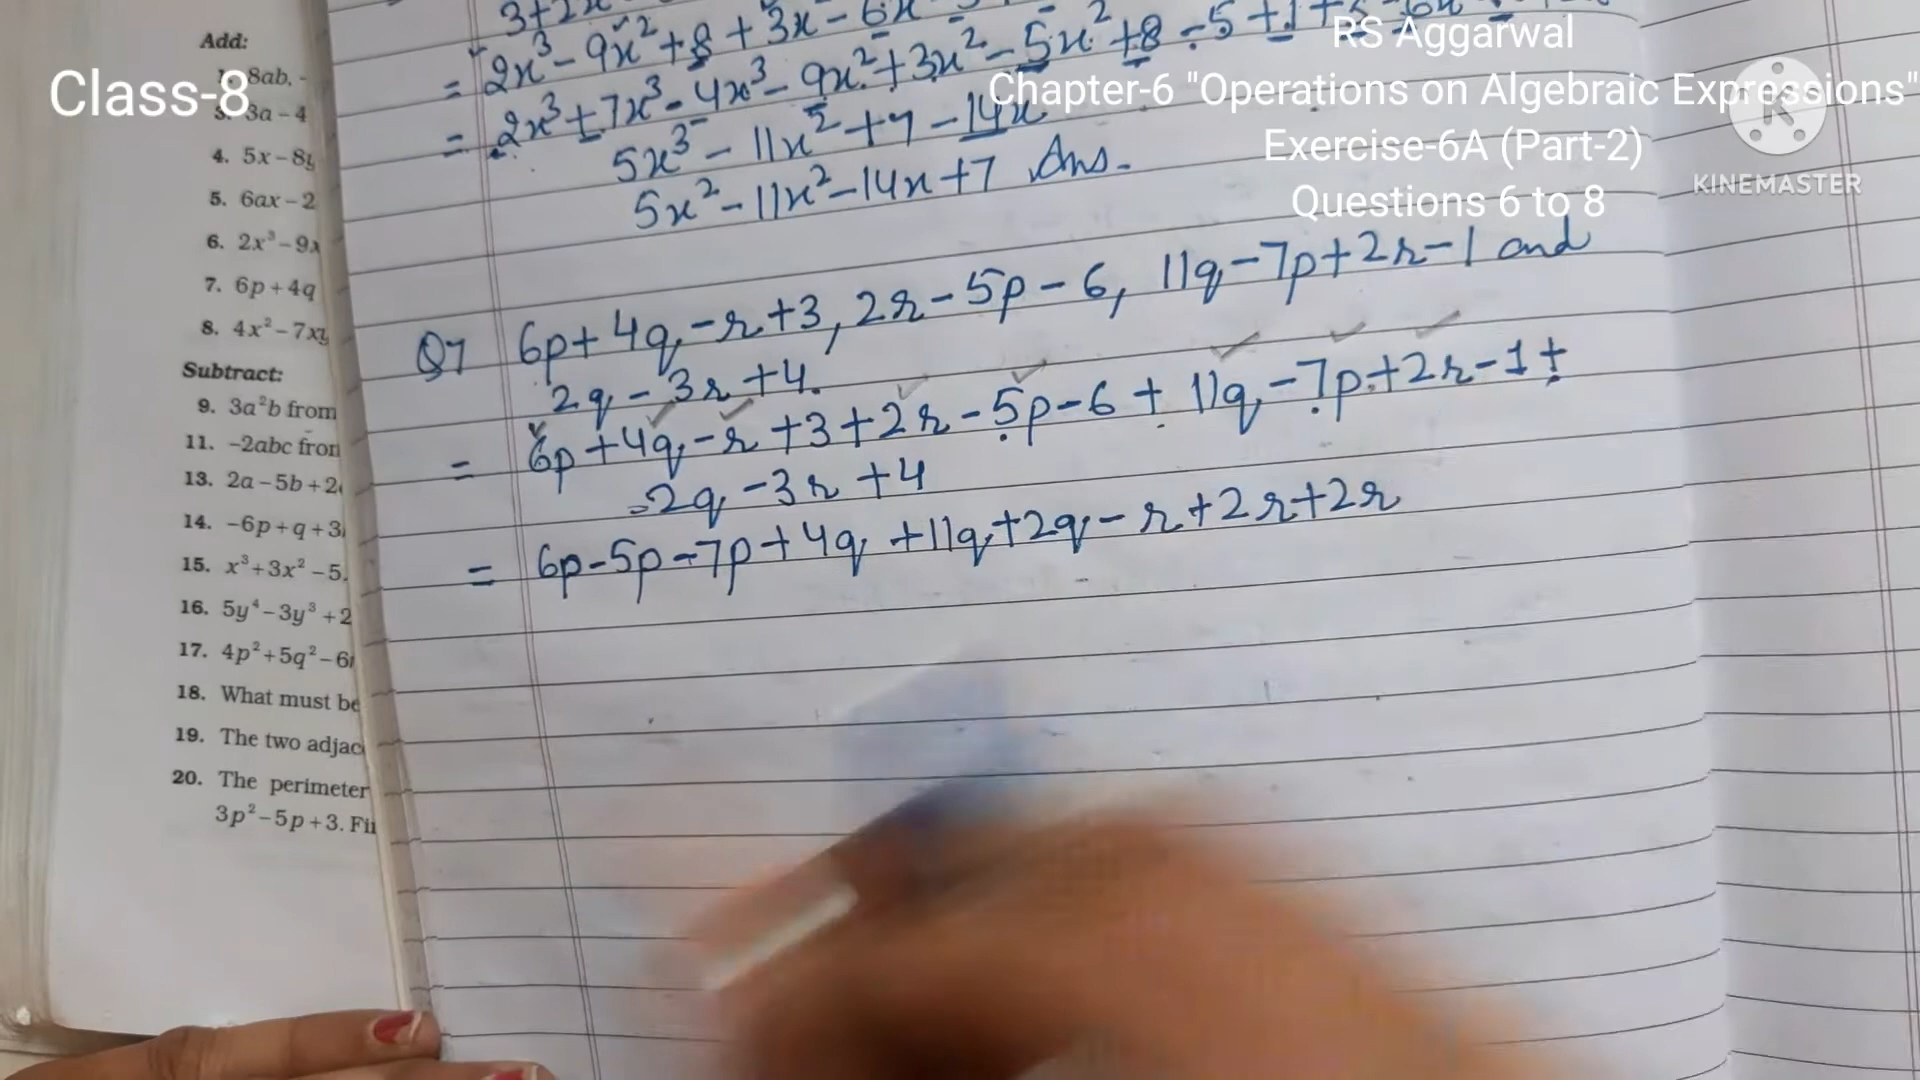 Class-8
RS Aggarwal
Chapter-6 "Operations on Algebraic Expressions"
Exercise-6A (Part-2)
Questions 6 to 8
K
KINEMASTER
Add:
8ab,
3. 3a - 4
4. 5x - 8y
5. 6ax - 2
6. 2x³ - 9x
7. 6p + 4q
8. 4x² - 7xy
Subtract:
9. 3a²b from
11. -2abc from
13. 2a - 5b + 2
14. -6p + q + 3
15. x³ + 3x² - 5
16. 5y⁴ - 3y³ + 2
17. 4p² + 5q² - 6
18. What must be
19. The two adjac
20. The perimeter
3p² - 5p + 3. Fin
3+2x
= 2x³ - 9x² + 8 + 3x - 6x
= 2x³ + 7x³ - 4x³ - 9x² + 3x² - 5x² + 8 - 5 + 1 +
5x³ - 11x² + 7 - 14x
5x² - 11x² - 14x + 7 Ans.
Q7 6p + 4q - r + 3, 2r - 5p - 6, 11q - 7p + 2r - 1 and
2q - 3r + 4.
= 6p + 4q - r + 3 + 2r - 5p - 6 + 11q - 7p + 2r - 1 +
2q - 3r + 4
= 6p - 5p - 7p + 4q + 11q + 2q - r + 2r + 2r